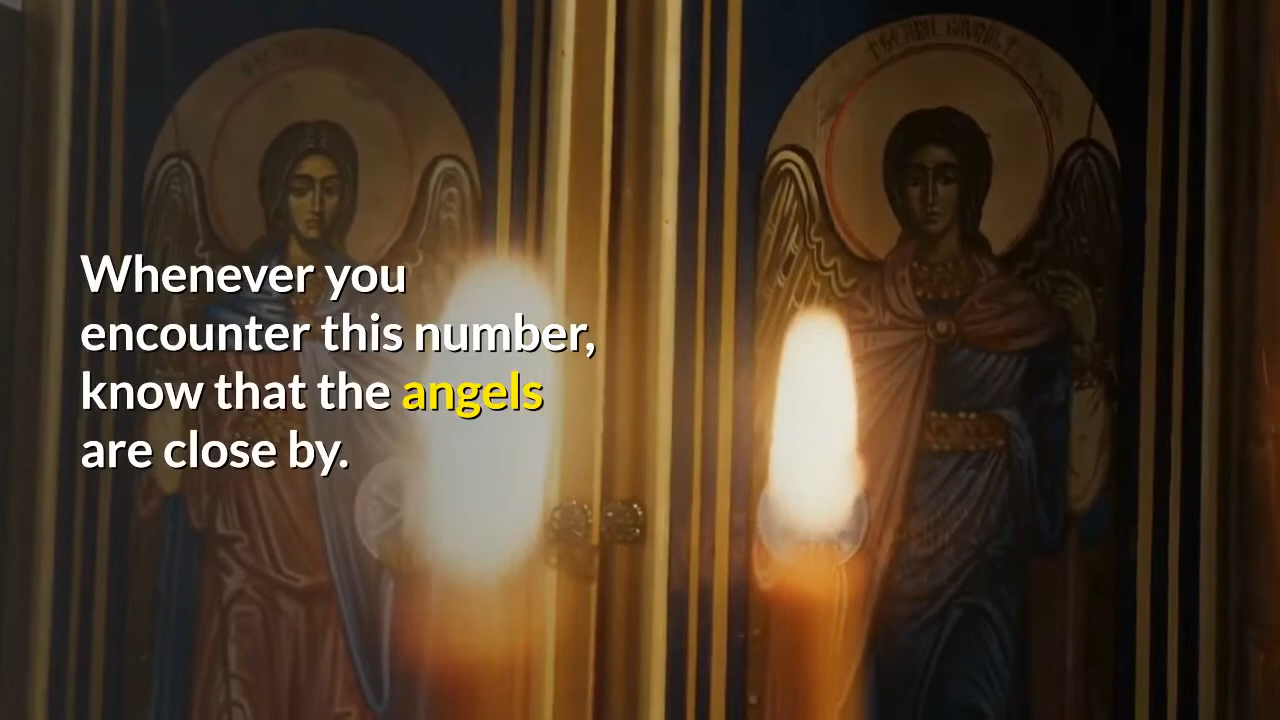 Whenever you
encounter this number,
know that the angels
are close by.